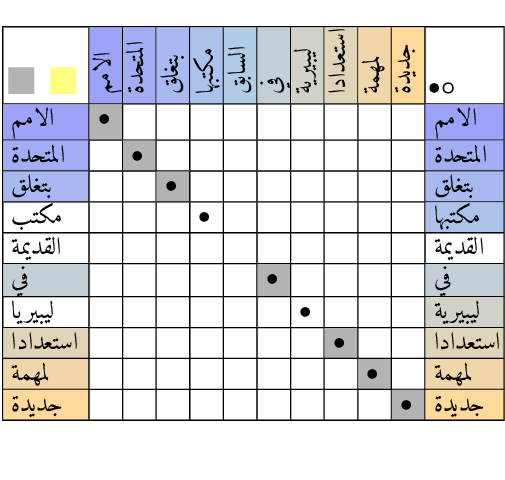 الامم
المتحدة
بتغلق
مكتبها
السابق
في
ليبيرية
استعدادا
لمهمة
جديدة
الامم الامم
المتحدة المتحدة
بتغلق بتغلق
مكتب مكتبها
القديمة القديمة
في في
ليبيريا ليبيرية
استعدادا استعدادا
لمهمة لمهمة
جديدة جديدة